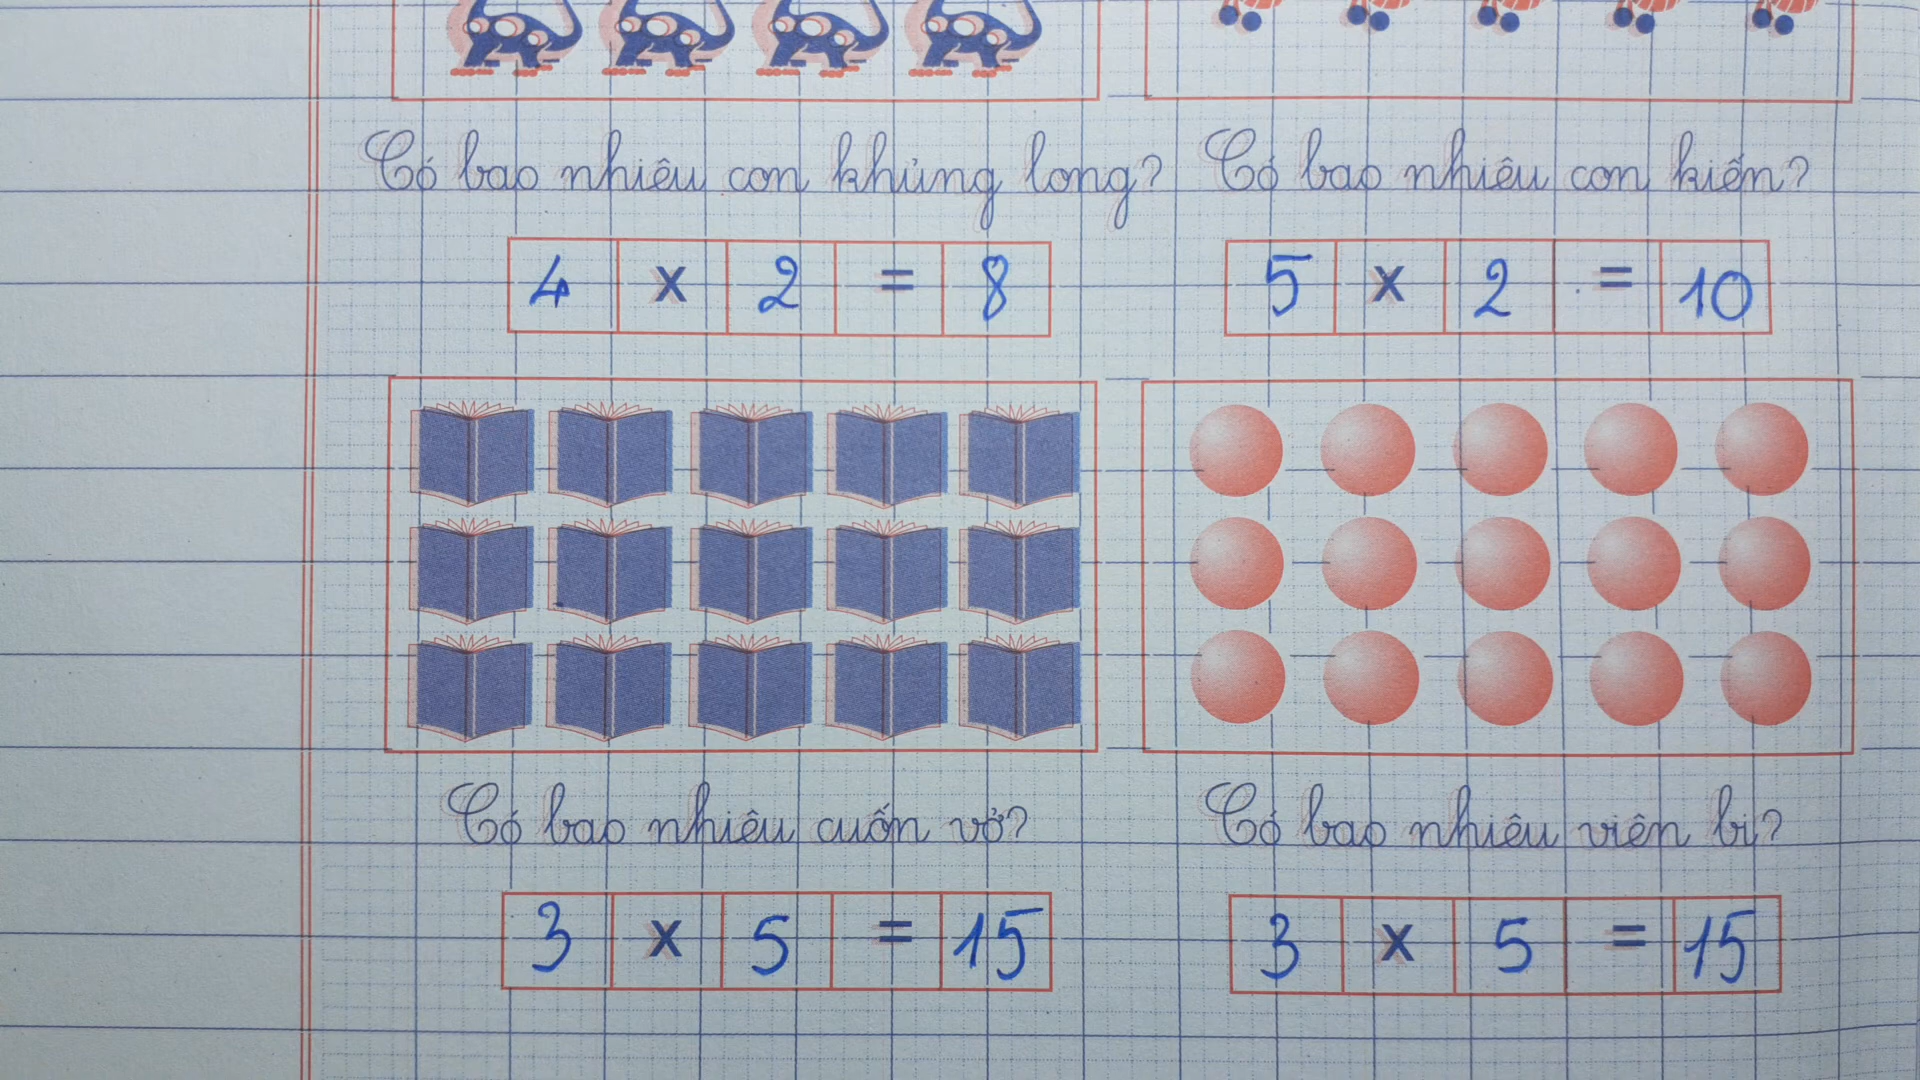 Có bao nhiêu con khủng long? Có bao nhiêu con kiến?
4 x 2 = 8 5 x 2 = 10
Có bao nhiêu cuốn vở? Có bao nhiêu viên bi?
3 x 5 = 15 3 x 5 = 15